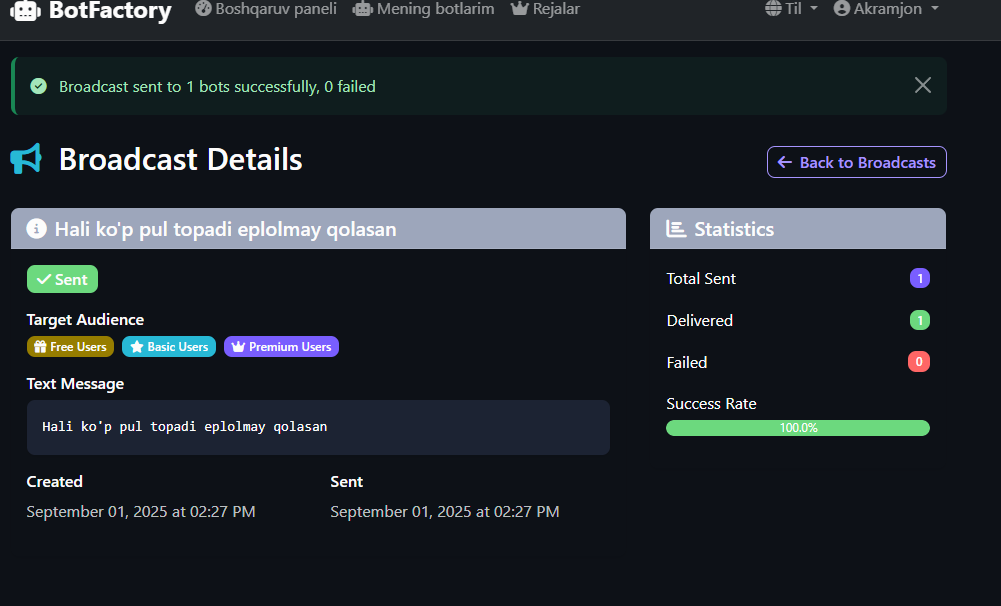 BotFactory Boshqaruv paneli Mening botlarim Rejalar Til Akramjon
Broadcast sent to 1 bots successfully, 0 failed
Broadcast Details
Back to Broadcasts
Hali ko'p pul topadi eplolmay qolasan
Sent
Target Audience
Free Users Basic Users Premium Users
Text Message
Hali ko'p pul topadi eplolmay qolasan
Created Sent
September 01, 2025 at 02:27 PM September 01, 2025 at 02:27 PM
Statistics
Total Sent 1
Delivered 1
Failed 0
Success Rate
100.0%